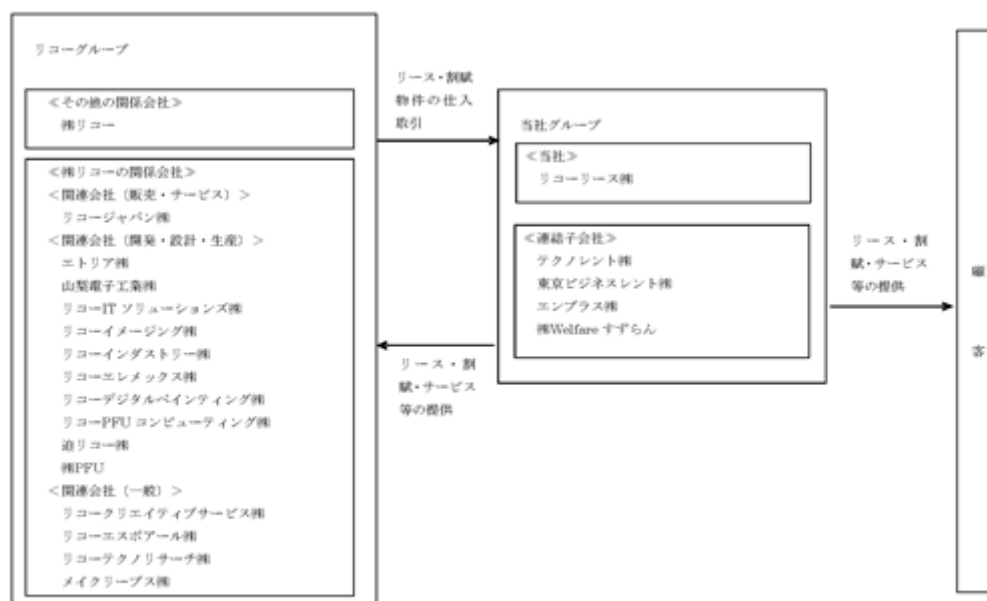 リコーグループ
≪その他の関係会社≫
㈱リコー
≪㈱リコーの関係会社≫
＜関連会社（販売・サービス）＞
リコージャパン㈱
＜関連会社（開発・設計・生産）＞
エトリア㈱
山梨電子工業㈱
リコーIT ソリューションズ㈱
リコーイメージング㈱
リコーインダストリー㈱
リコーエレメックス㈱
リコーデジタルペインティング㈱
リコーPFU コンピューティング㈱
迫リコー㈱
㈱PFU
＜関連会社（一般）＞
リコークリエイティブサービス㈱
リコーエスポアール㈱
リコーテクノリサーチ㈱
メイクリープス㈱
リース・割賦
物件の仕入
取引
リース・割
賦・サービス
等の提供
当社グループ
≪当社≫
リコーリース㈱
≪連結子会社≫
テクノレント㈱
東京ビジネスレント㈱
エンプラス㈱
㈱Welfare すずらん
リース・割
賦・サービス
等の提供
顧
客